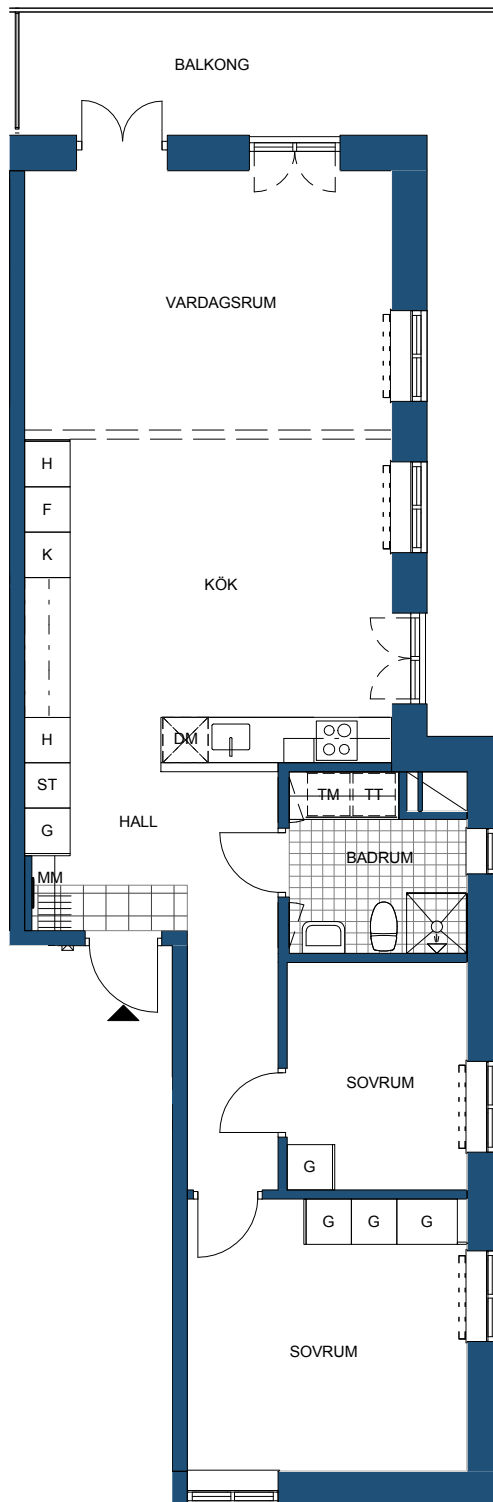 BALKONG
VARDAGSRUM
H
F
K
KÖK
H
DM
ST
G
HALL
TM TT
BADRUM
MM
SOVRUM
G
G G G
SOVRUM